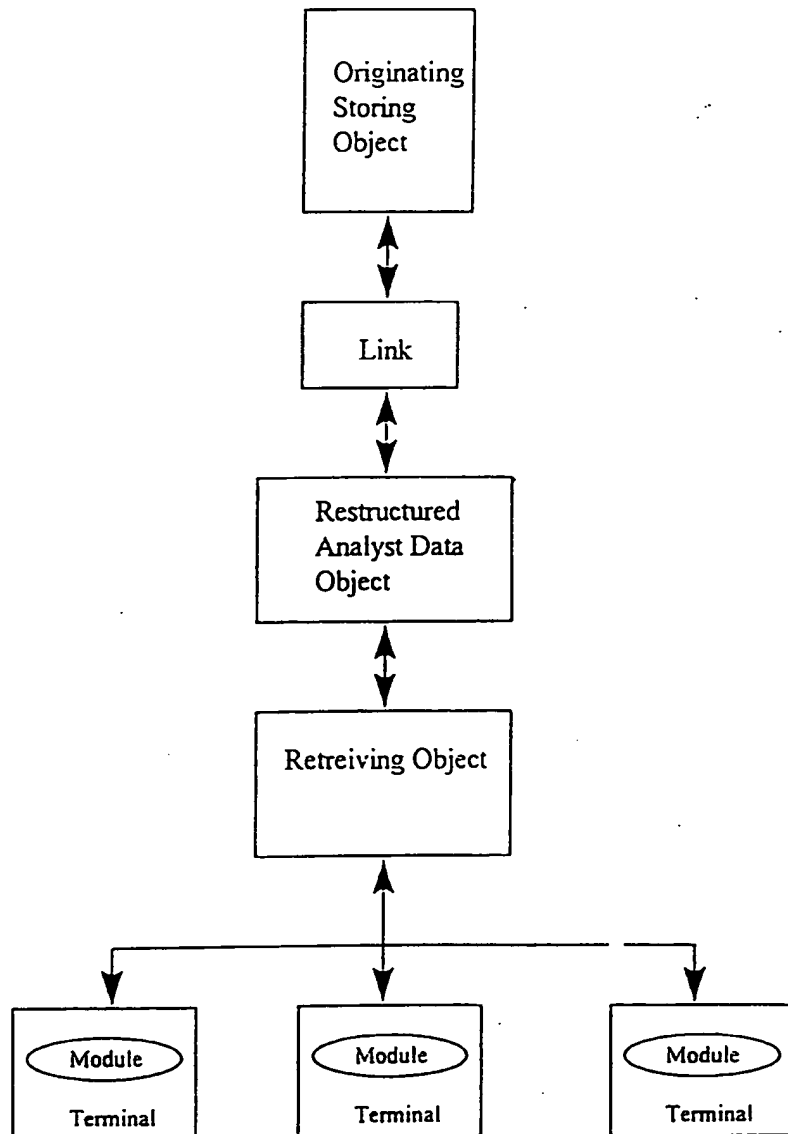 Originating
Storing
Object
Link
Restructured
Analyst Data
Object
Retreiving Object
Module
Module
Module
Terminal
Terminal
Terminal